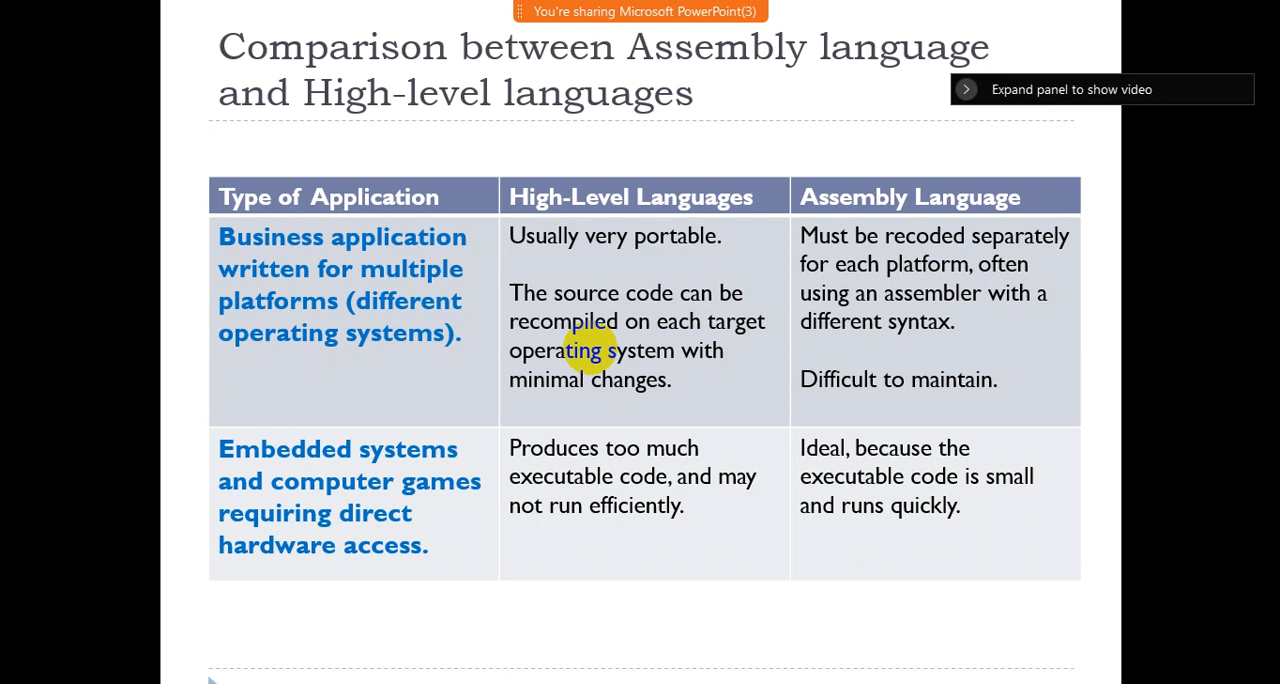 You're sharing Microsoft PowerPoint(3)
Comparison between Assembly language
and High-level languages
Expand panel to show video
Type of Application
High-Level Languages
Assembly Language
Business application
written for multiple
platforms (different
operating systems).
Usually very portable.
The source code can be
recompiled on each target
operating system with
minimal changes.
Must be recoded separately
for each platform, often
using an assembler with a
different syntax.
Difficult to maintain.
Embedded systems
and computer games
requiring direct
hardware access.
Produces too much
executable code, and may
not run efficiently.
Ideal, because the
executable code is small
and runs quickly.